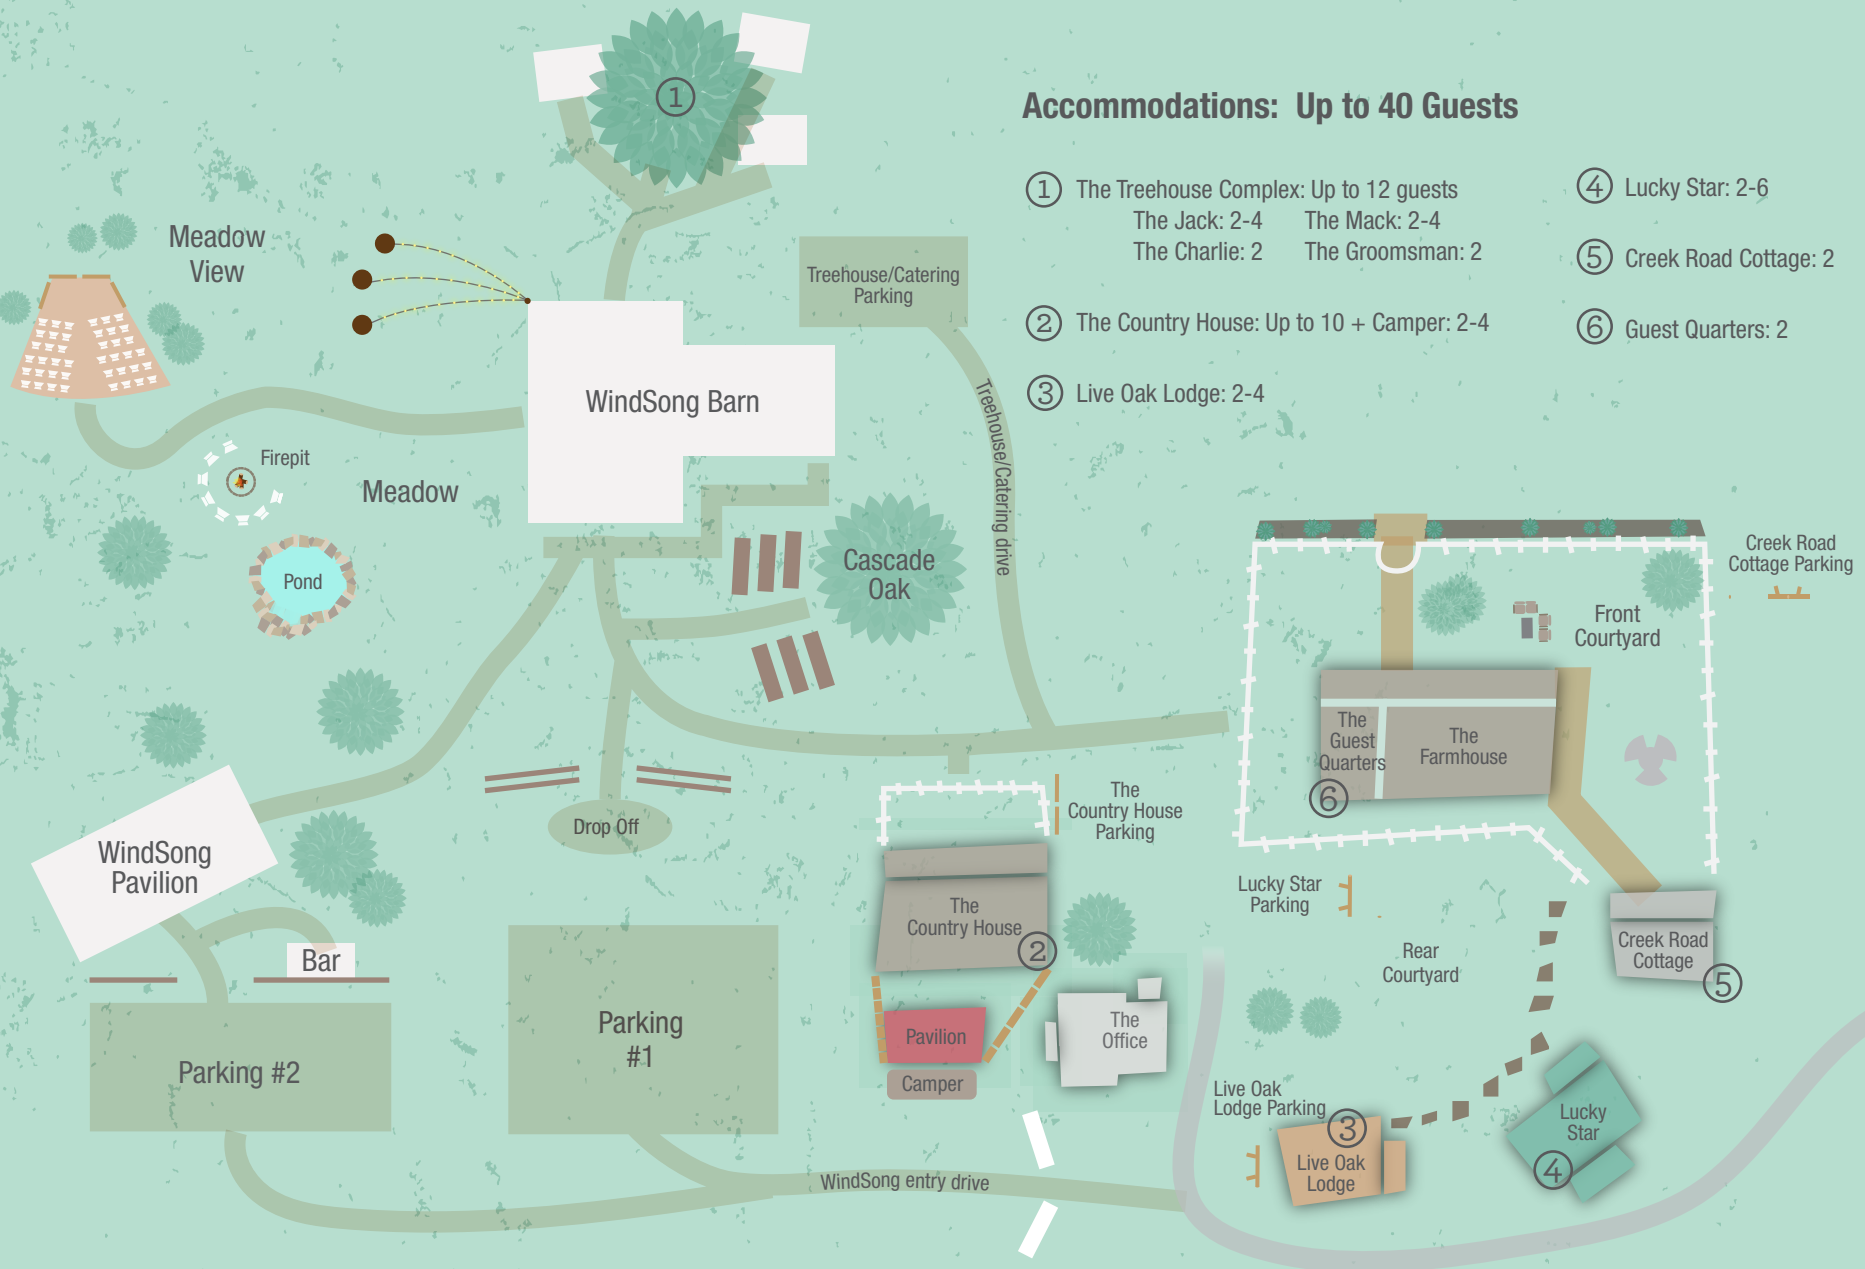 Accommodations: Up to 40 Guests
1 The Treehouse Complex: Up to 12 guests
The Jack: 2-4 The Mack: 2-4
The Charlie: 2 The Groomsman: 2
2 The Country House: Up to 10 + Camper: 2-4
3 Live Oak Lodge: 2-4
4 Lucky Star: 2-6
5 Creek Road Cottage: 2
6 Guest Quarters: 2
1
Meadow
View
Treehouse/Catering
Parking
WindSong Barn
Treehouse/Catering drive
Firepit
Meadow
Pond
Cascade
Oak
Creek Road
Cottage Parking
Front
Courtyard
The
Guest
Quarters
6
The
Farmhouse
Drop Off
The
Country House
Parking
WindSong
Pavilion
Bar
Lucky Star
Parking
The
Country House
2
Rear
Courtyard
Creek Road
Cottage
5
Parking
#1
Parking #2
Pavilion
Camper
The
Office
Live Oak
Lodge Parking
3
Live Oak
Lodge
Lucky
Star
4
WindSong entry drive